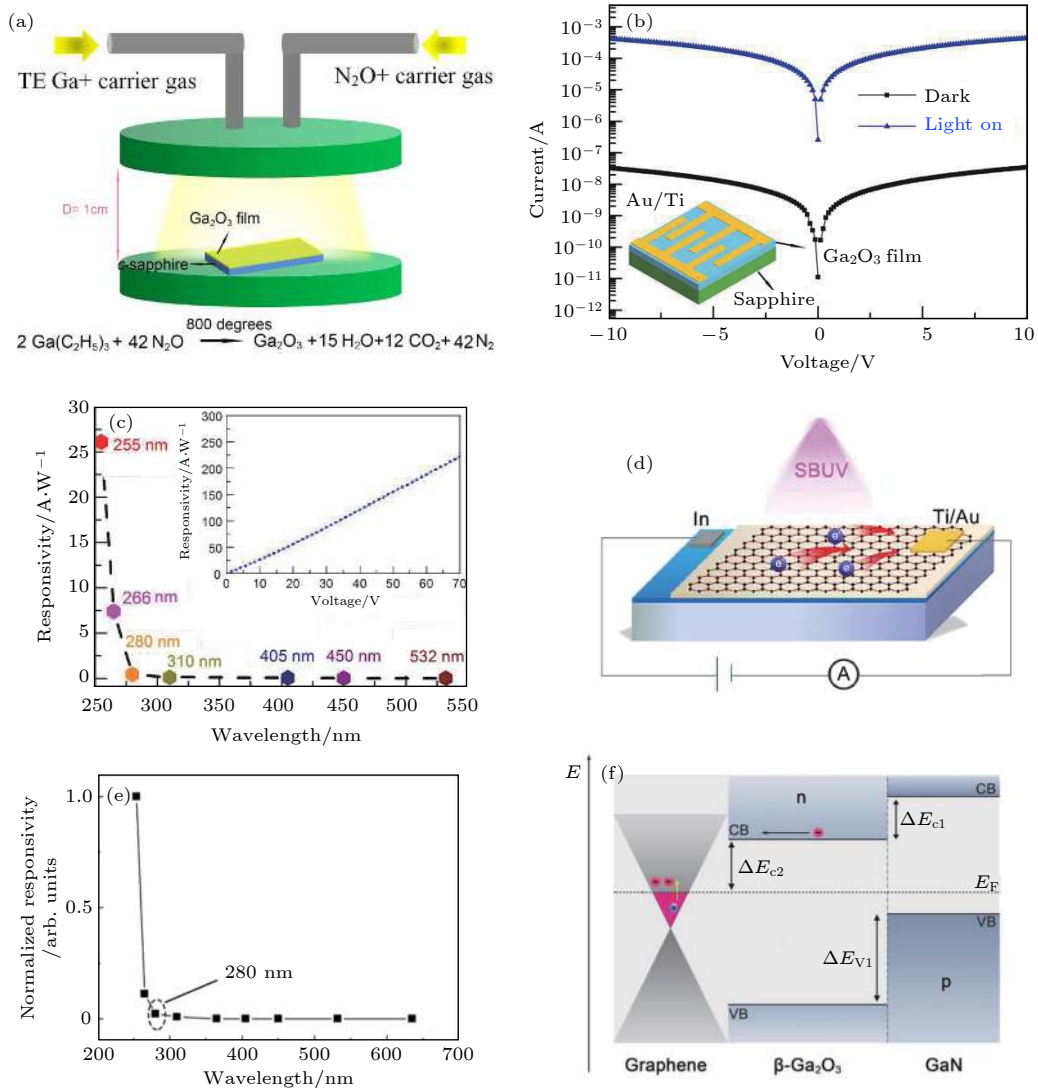 (a)
TE Ga+ carrier gas
N₂O+ carrier gas
D= 1cm
Ga₂O₃ film
c-sapphire
800 degrees
2 Ga(C₂H₅)₃ + 42 N₂O Ga₂O₃ +15 H₂O+12 CO₂+ 42 N₂
(b)
Current/A
10⁻³
10⁻⁴
10⁻⁵
10⁻⁶
10⁻⁷
10⁻⁸
10⁻⁹
10⁻¹⁰
10⁻¹¹
10⁻¹²
Dark
Light on
Au/Ti
Ga₂O₃ film
Sapphire
−10 −5 0 5 10
Voltage/V
(c)
Responsivity/A·W⁻¹
30
25
20
15
10
5
0
255 nm
266 nm
280 nm
310 nm
405 nm
450 nm
532 nm
250 300 350 400 450 500 550
Wavelength/nm
Responsivity/A·W⁻¹
300
250
200
150
100
50
0
0 10 20 30 40 50 60 70
Voltage/V
(d)
SBUV
In
Ti/Au
e
e
e
A
(e)
Normalized responsivity
/arb. units
1.0
0.5
0
280 nm
200 300 400 500 600 700
Wavelength/nm
(f)
E
n
CB
CB
ΔE_c1
ΔE_c2
E_F
VB
ΔE_V1
p
VB
Graphene
β-Ga₂O₃
GaN